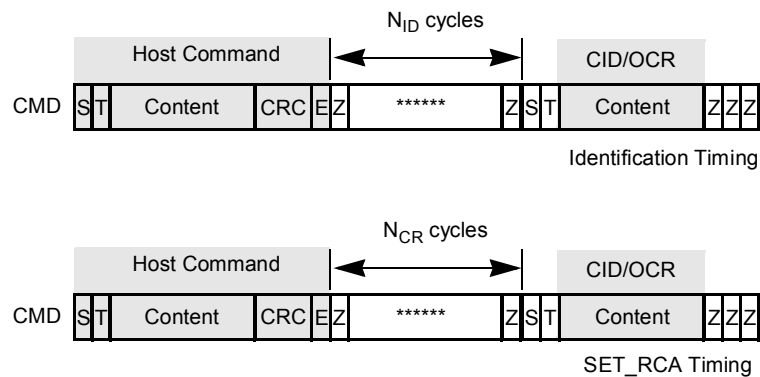 N_ID cycles
Host Command CID/OCR
CMD S T Content CRC E Z ****** Z S T Content Z Z Z
Identification Timing
N_CR cycles
Host Command CID/OCR
CMD S T Content CRC E Z ****** Z S T Content Z Z Z
SET_RCA Timing